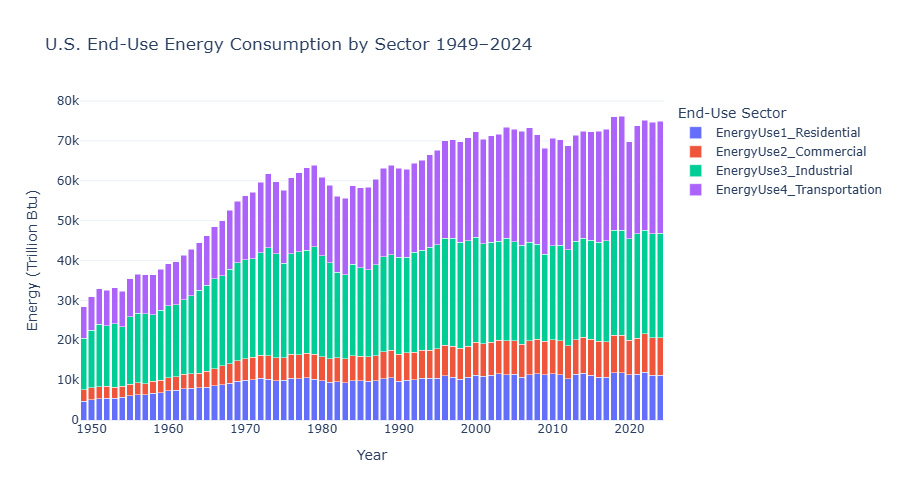 U.S. End-Use Energy Consumption by Sector 1949–2024
80k
70k
60k
50k
40k
30k
20k
10k
0
Energy (Trillion Btu)
1950 1960 1970 1980 1990 2000 2010 2020
Year
End-Use Sector
EnergyUse1_Residential
EnergyUse2_Commercial
EnergyUse3_Industrial
EnergyUse4_Transportation